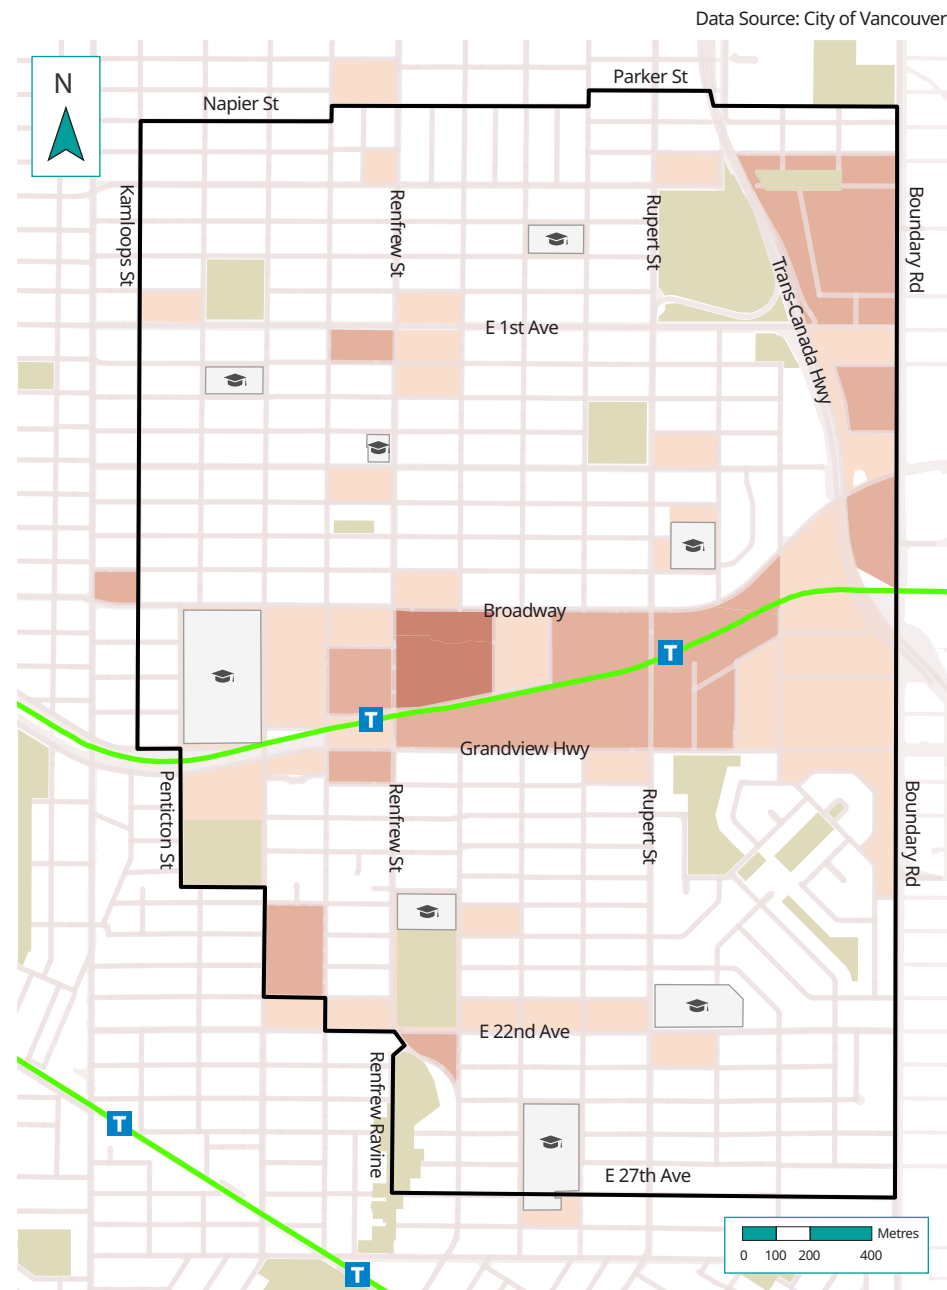 Data Source: City of Vancouver
N
Parker St
Napier St
Kamloops St
Renfrew St
Rupert St
Boundary Rd
Trans-Canada Hwy
E 1st Ave
Broadway
T
T
Grandview Hwy
Penticton St
Renfrew St
Rupert St
Boundary Rd
E 22nd Ave
Renfrew Ravine
T
E 27th Ave
Metres
0 100 200 400
T